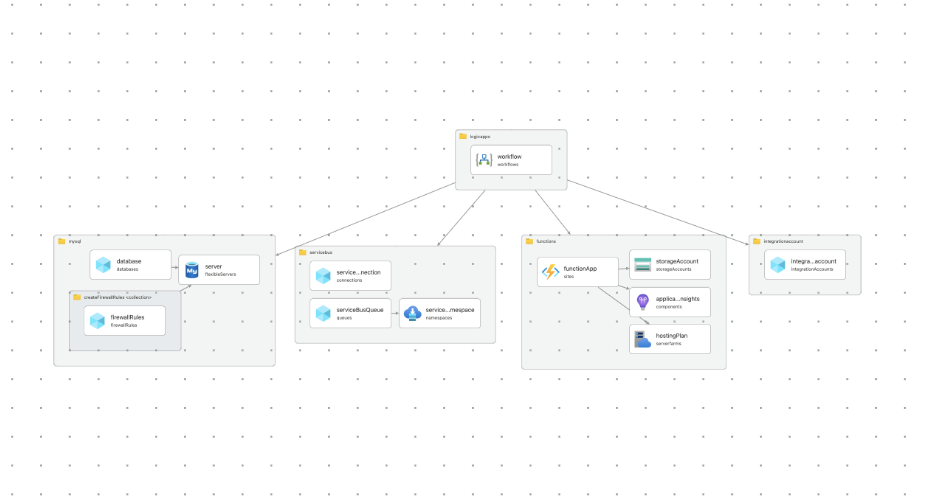 logicapps
workflow
workflows
mysql
database
databases
server
flexibleServers
createFirewallRules <collection>
firewallRules
firewallRules
servicebus
service...nection
connections
serviceBusQueue
queues
service...mespace
namespaces
functions
functionApp
sites
storageAccount
storageAccounts
applica...nsights
components
hostingPlan
serverfarms
integrationaccount
integra...account
integrationAccounts